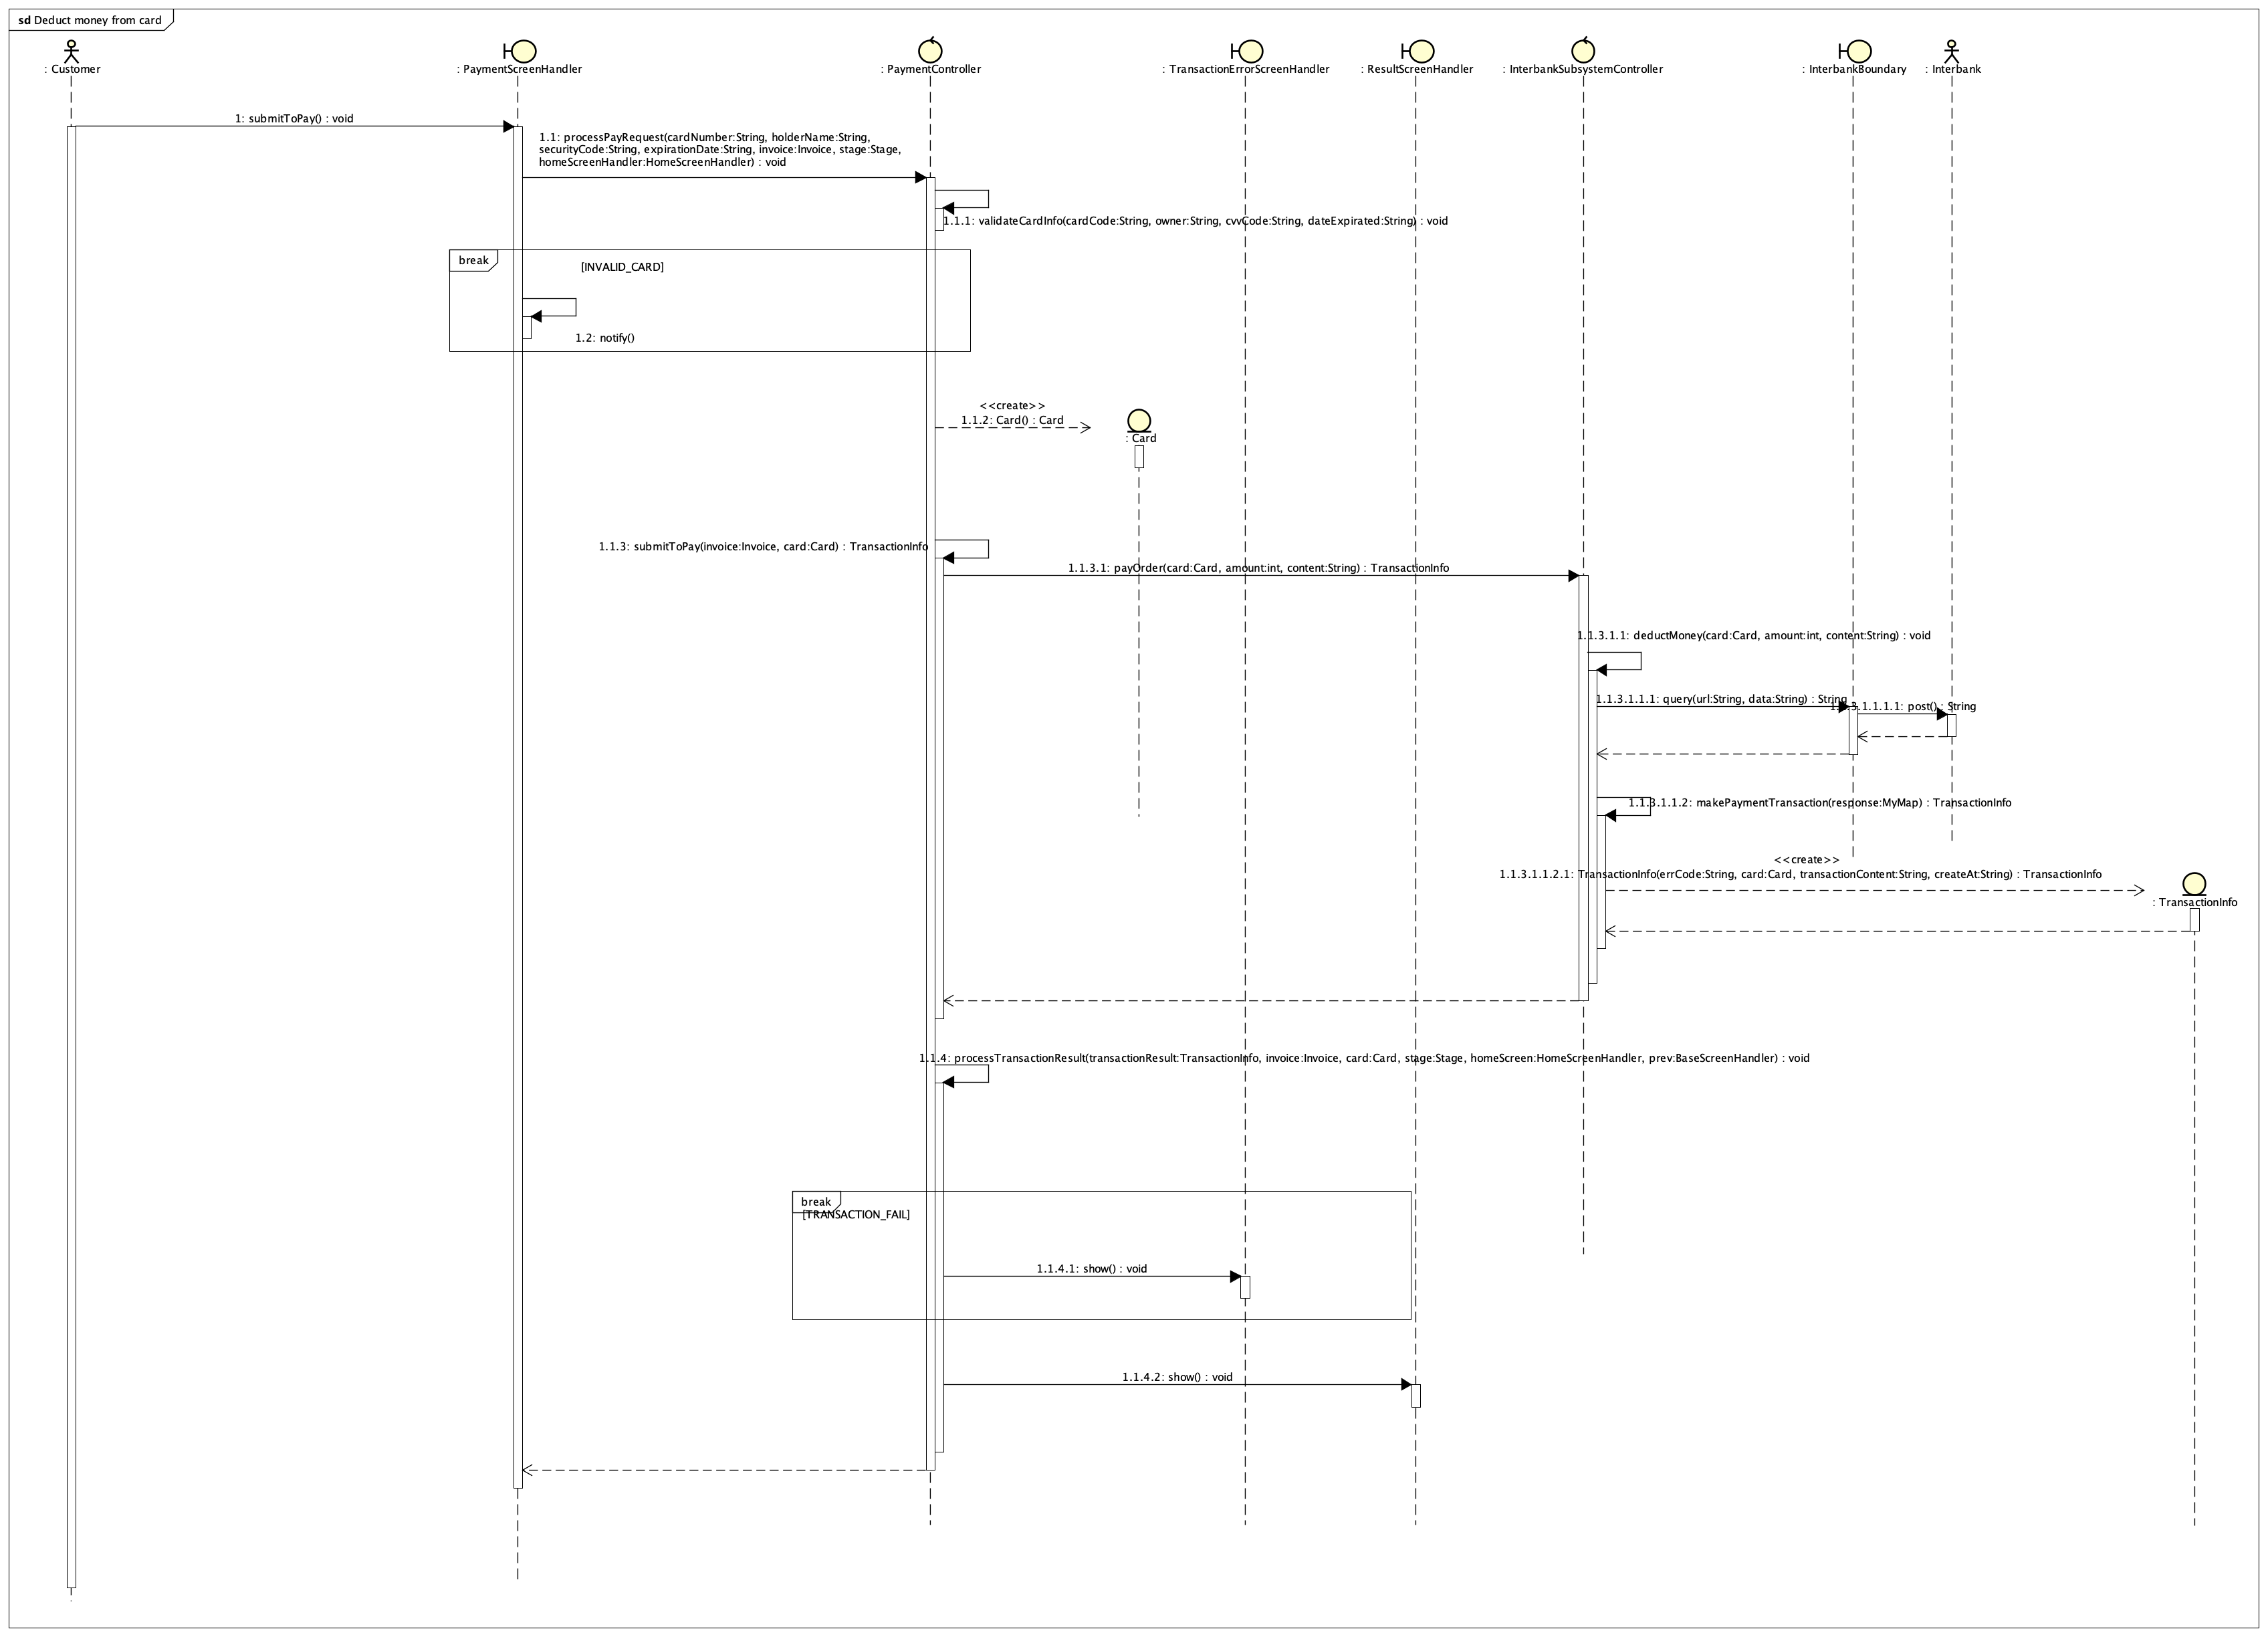 sd Deduct money from card
: Customer
: PaymentScreenHandler
: PaymentController
: TransactionErrorScreenHandler
: ResultScreenHandler
: InterbankSubsystemController
: InterbankBoundary
: Interbank
1: submitToPay() : void
1.1: processPayRequest(cardNumber:String, holderName:String,
securityCode:String, expirationDate:String, invoice:Invoice, stage:Stage,
homeScreenHandler:HomeScreenHandler) : void
1.1.1: validateCardInfo(cardCode:String, owner:String, cvvCode:String, dateExpirated:String) : void
break
[INVALID_CARD]
1.2: notify()
<<create>>
1.1.2: Card() : Card
: Card
1.1.3: submitToPay(invoice:Invoice, card:Card) : TransactionInfo
1.1.3.1: payOrder(card:Card, amount:int, content:String) : TransactionInfo
1.1.3.1.1: deductMoney(card:Card, amount:int, content:String) : void
1.1.3.1.1.1: query(url:String, data:String) : String
1.1.3.1.1.1.1: post() : String
1.1.3.1.1.2: makePaymentTransaction(response:MyMap) : TransactionInfo
<<create>>
1.1.3.1.1.2.1: TransactionInfo(errCode:String, card:Card, transactionContent:String, createAt:String) : TransactionInfo
: TransactionInfo
1.1.4: processTransactionResult(transactionResult:TransactionInfo, invoice:Invoice, card:Card, stage:Stage, homeScreen:HomeScreenHandler, prev:BaseScreenHandler) : void
break
[TRANSACTION_FAIL]
1.1.4.1: show() : void
1.1.4.2: show() : void